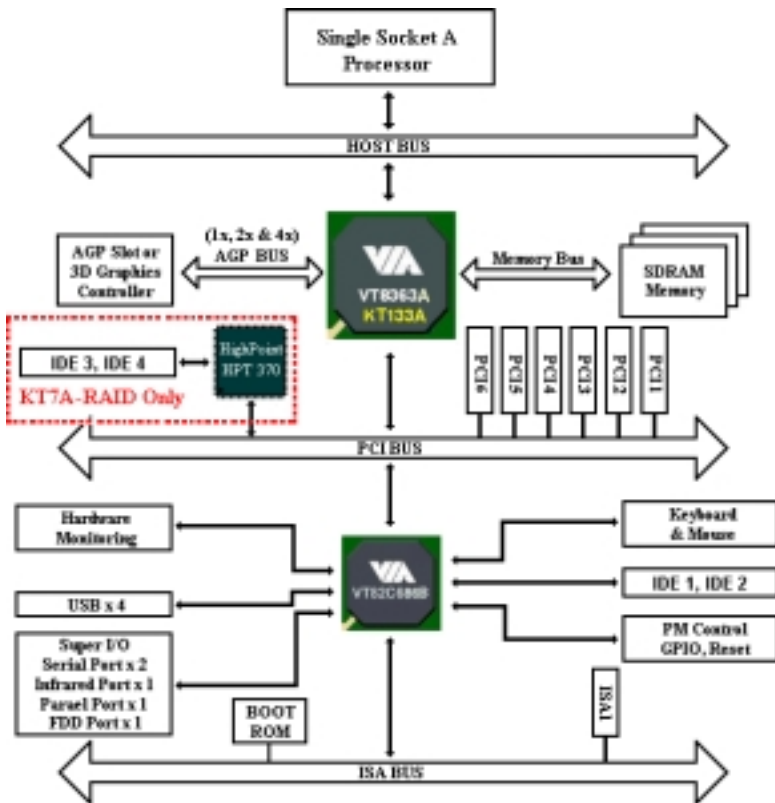 Single Socket A
Processor
HOST BUS
AGP Slot or
3D Graphics
Controller
(1x, 2x & 4x)
AGP BUS
VIA
VT8363A
KT133A
Memory Bus
SDRAM
Memory
IDE 3, IDE 4
HighPoint
HPT 370
KT7A-RAID Only
PCI6
PCI5
PCI4
PCI3
PCI2
PCI1
PCI BUS
Hardware
Monitoring
Keyboard
& Mouse
VIA
VT82C686B
IDE 1, IDE 2
USB x 4
PM Control
GPIO, Reset
Super I/O
Serial Port x 2
Infrared Port x 1
Parael Port x 1
FDD Port x 1
BOOT
ROM
ISA1
ISA BUS